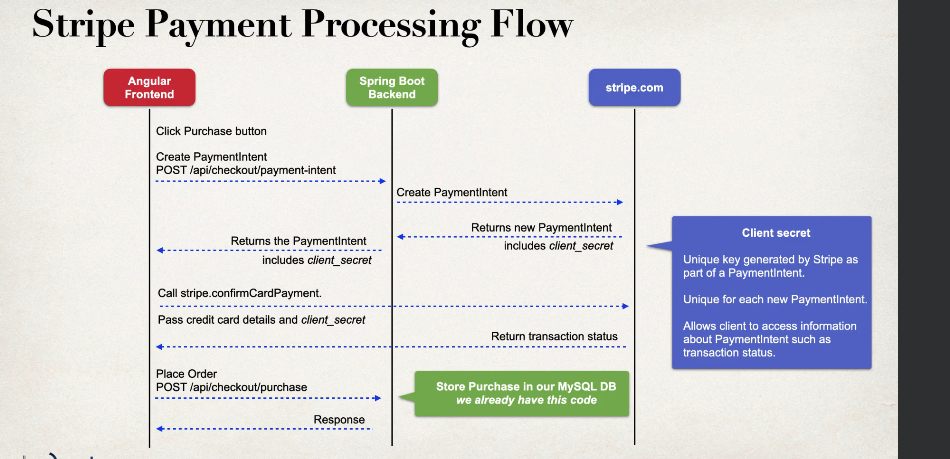 Stripe Payment Processing Flow
Angular
Frontend
Spring Boot
Backend
stripe.com
Click Purchase button
Create PaymentIntent
POST /api/checkout/payment-intent
Create PaymentIntent
Returns new PaymentIntent
includes client_secret
Returns the PaymentIntent
includes client_secret
Client secret
Unique key generated by Stripe as
part of a PaymentIntent.
Unique for each new PaymentIntent.
Allows client to access information
about PaymentIntent such as
transaction status.
Call stripe.confirmCardPayment.
Pass credit card details and client_secret
Return transaction status
Place Order
POST /api/checkout/purchase
Store Purchase in our MySQL DB
we already have this code
Response